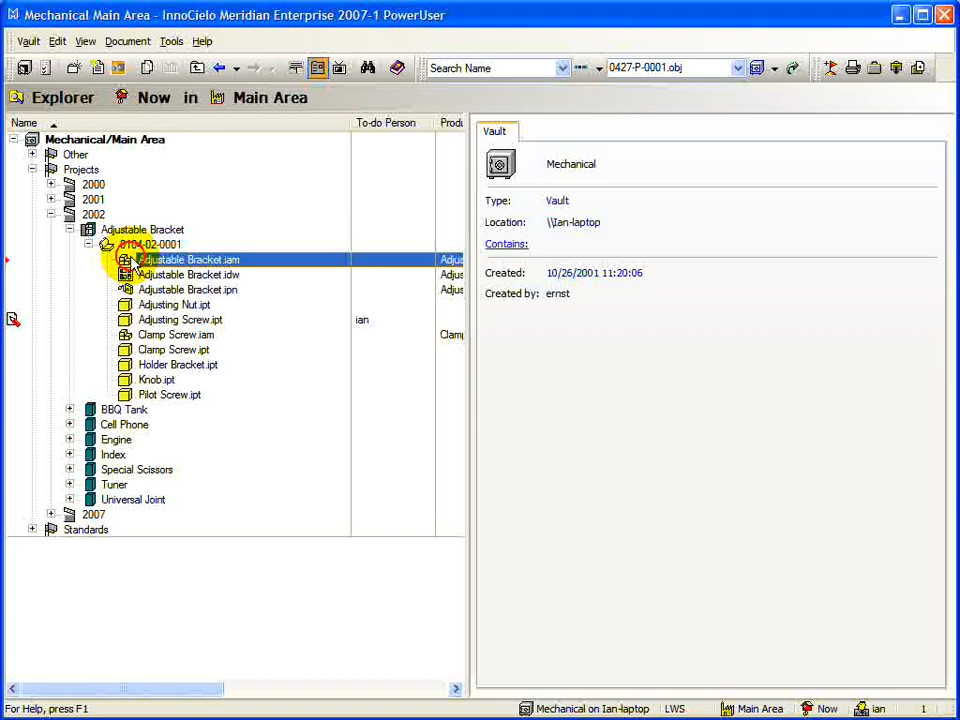 Mechanical Main Area - InnoCielo Meridian Enterprise 2007-1 PowerUser
Vault Edit View Document Tools Help
Search Name
0427-P-0001.obj
Explorer Now in Main Area
Name To-do Person Produ
Mechanical/Main Area
Other
Projects
2000
2001
2002
Adjustable Bracket
0104-02-0001
Adjustable Bracket.iam Adjus
Adjustable Bracket.idw Adjus
Adjustable Bracket.ipn Adjus
Adjusting Nut.ipt
Adjusting Screw.ipt ian
Clamp Screw.iam Clamp
Clamp Screw.ipt
Holder Bracket.ipt
Knob.ipt
Pilot Screw.ipt
BBQ Tank
Cell Phone
Engine
Index
Special Scissors
Tuner
Universal Joint
2007
Standards
Vault
Mechanical
Type: Vault
Location: \\Ian-laptop
Contains:
Created: 10/26/2001 11:20:06
Created by: ernst
For Help, press F1 Mechanical on Ian-laptop LWS Main Area Now ian 1